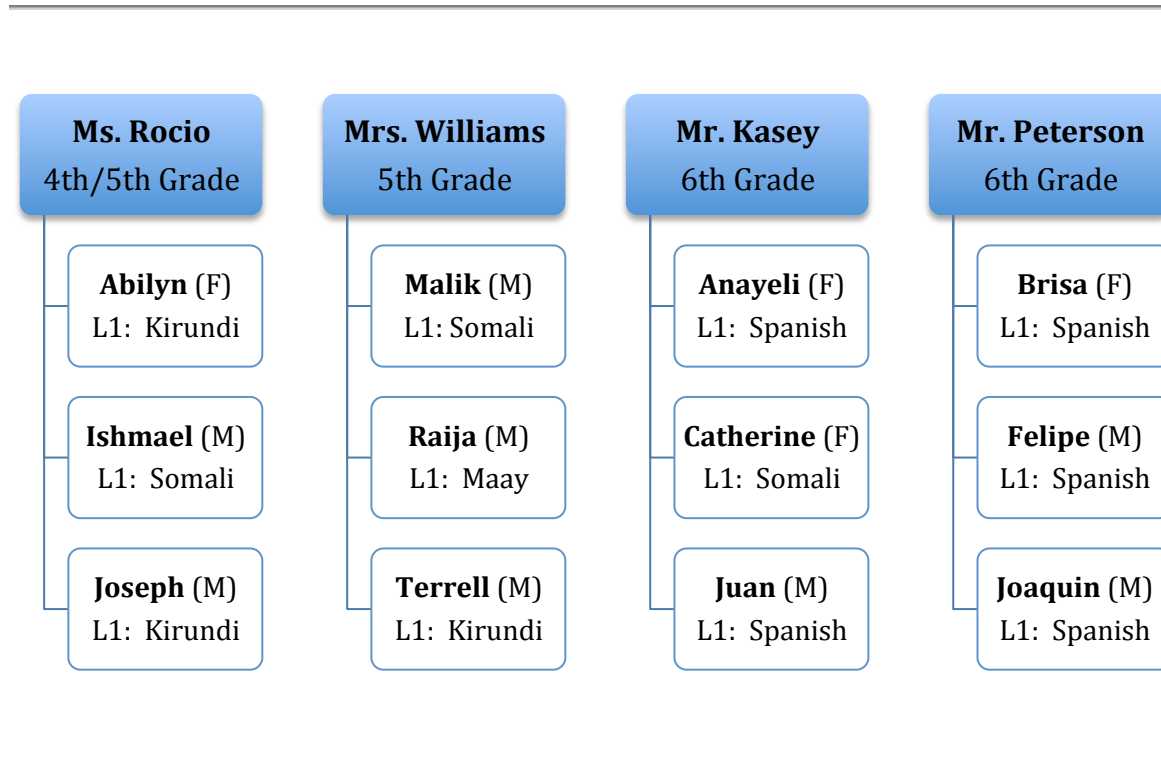 Ms. Rocio
4th/5th Grade
Abilyn (F)
L1:  Kirundi
Ishmael (M)
L1:  Somali
Joseph (M)
L1:  Kirundi
Mrs. Williams
5th Grade
Malik (M)
L1: Somali
Raija (M)
L1:  Maay
Terrell (M)
L1:  Kirundi
Mr. Kasey
6th Grade
Anayeli (F)
L1:  Spanish
Catherine (F)
L1:  Somali
Juan (M)
L1:  Spanish
Mr. Peterson
6th Grade
Brisa (F)
L1:  Spanish
Felipe (M)
L1:  Spanish
Joaquin (M)
L1:  Spanish